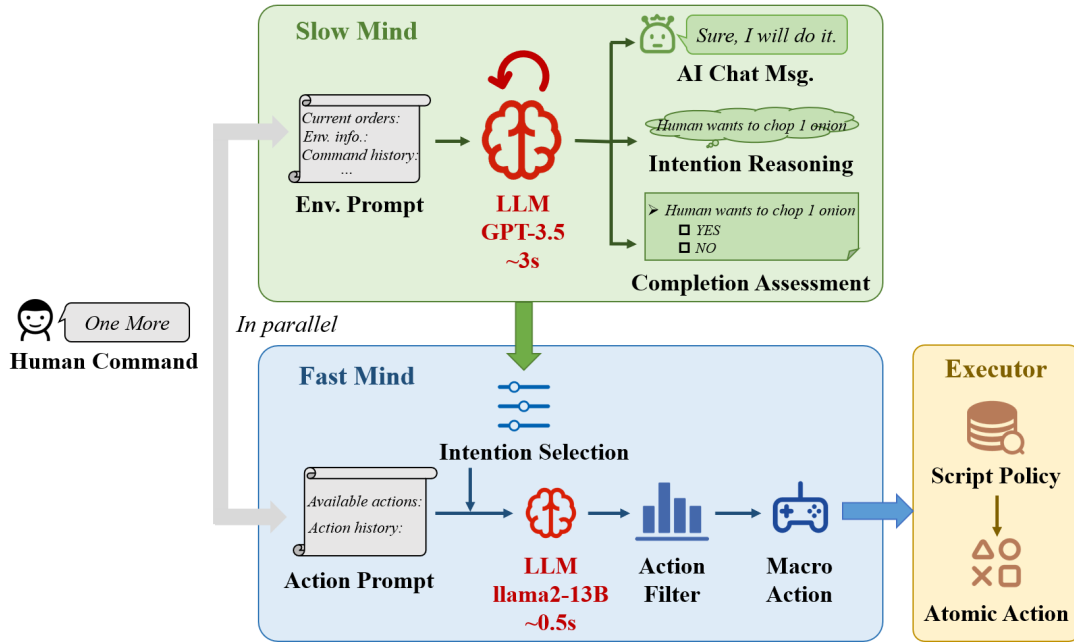 Slow Mind
Current orders:
Env. info.:
Command history:
...
Env. Prompt
LLM
GPT-3.5
~3s
Sure, I will do it.
AI Chat Msg.
Human wants to chop 1 onion
Intention Reasoning
Human wants to chop 1 onion
YES
NO
Completion Assessment
One More
Human Command
In parallel
Fast Mind
Intention Selection
Available actions:
Action history:
Action Prompt
LLM
llama2-13B
~0.5s
Action
Filter
Macro
Action
Executor
Script Policy
Atomic Action